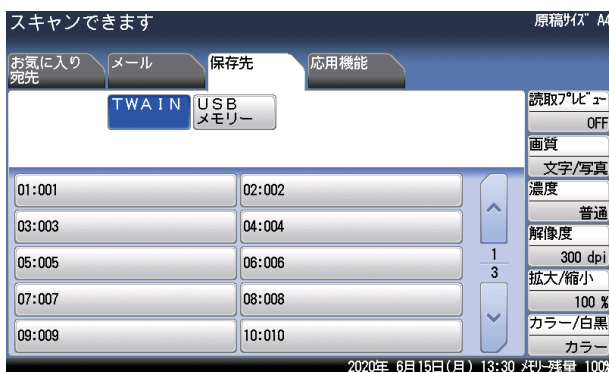 スキャンできます
原稿ｻｲｽﾞ A4
お気に入り
宛先
メール
保存先
応用機能
TWAIN
USB
メモリー
読取ﾌﾟﾚﾋﾞｭｰ
OFF
画質
文字/写真
濃度
普通
解像度
300 dpi
拡大/縮小
100 %
カラー/白黒
カラー
01:001
02:002
03:003
04:004
05:005
06:006
07:007
08:008
09:009
10:010
1
3
2020年 6月15日(月) 13:30 ﾒﾓﾘｰ残量 100%